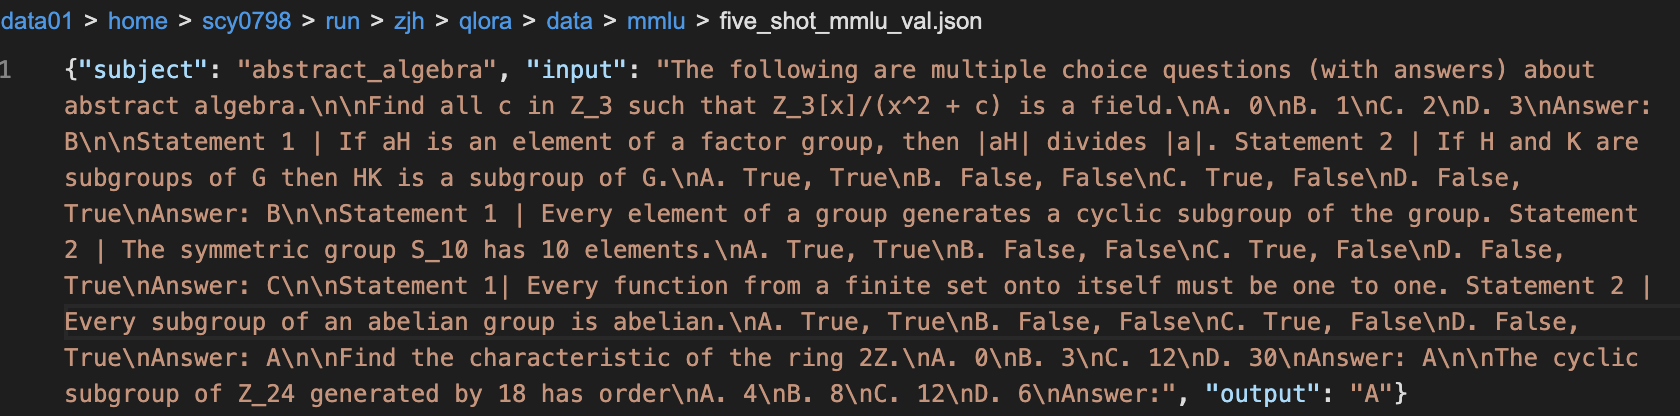 data01 > home > scy0798 > run > zjh > qlora > data > mmlu > five_shot_mmlu_val.json
1 {"subject": "abstract_algebra", "input": "The following are multiple choice questions (with answers) about
abstract algebra.\n\nFind all c in Z_3 such that Z_3[x]/(x^2 + c) is a field.\nA. 0\nB. 1\nC. 2\nD. 3\nAnswer:
B\n\nStatement 1 | If aH is an element of a factor group, then |aH| divides |a|. Statement 2 | If H and K are
subgroups of G then HK is a subgroup of G.\nA. True, True\nB. False, False\nC. True, False\nD. False,
True\nAnswer: B\n\nStatement 1 | Every element of a group generates a cyclic subgroup of the group. Statement
2 | The symmetric group S_10 has 10 elements.\nA. True, True\nB. False, False\nC. True, False\nD. False,
True\nAnswer: C\n\nStatement 1| Every function from a finite set onto itself must be one to one. Statement 2 |
Every subgroup of an abelian group is abelian.\nA. True, True\nB. False, False\nC. True, False\nD. False,
True\nAnswer: A\n\nFind the characteristic of the ring 2Z.\nA. 0\nB. 3\nC. 12\nD. 30\nAnswer: A\n\nThe cyclic
subgroup of Z_24 generated by 18 has order\nA. 4\nB. 8\nC. 12\nD. 6\nAnswer:", "output": "A"}